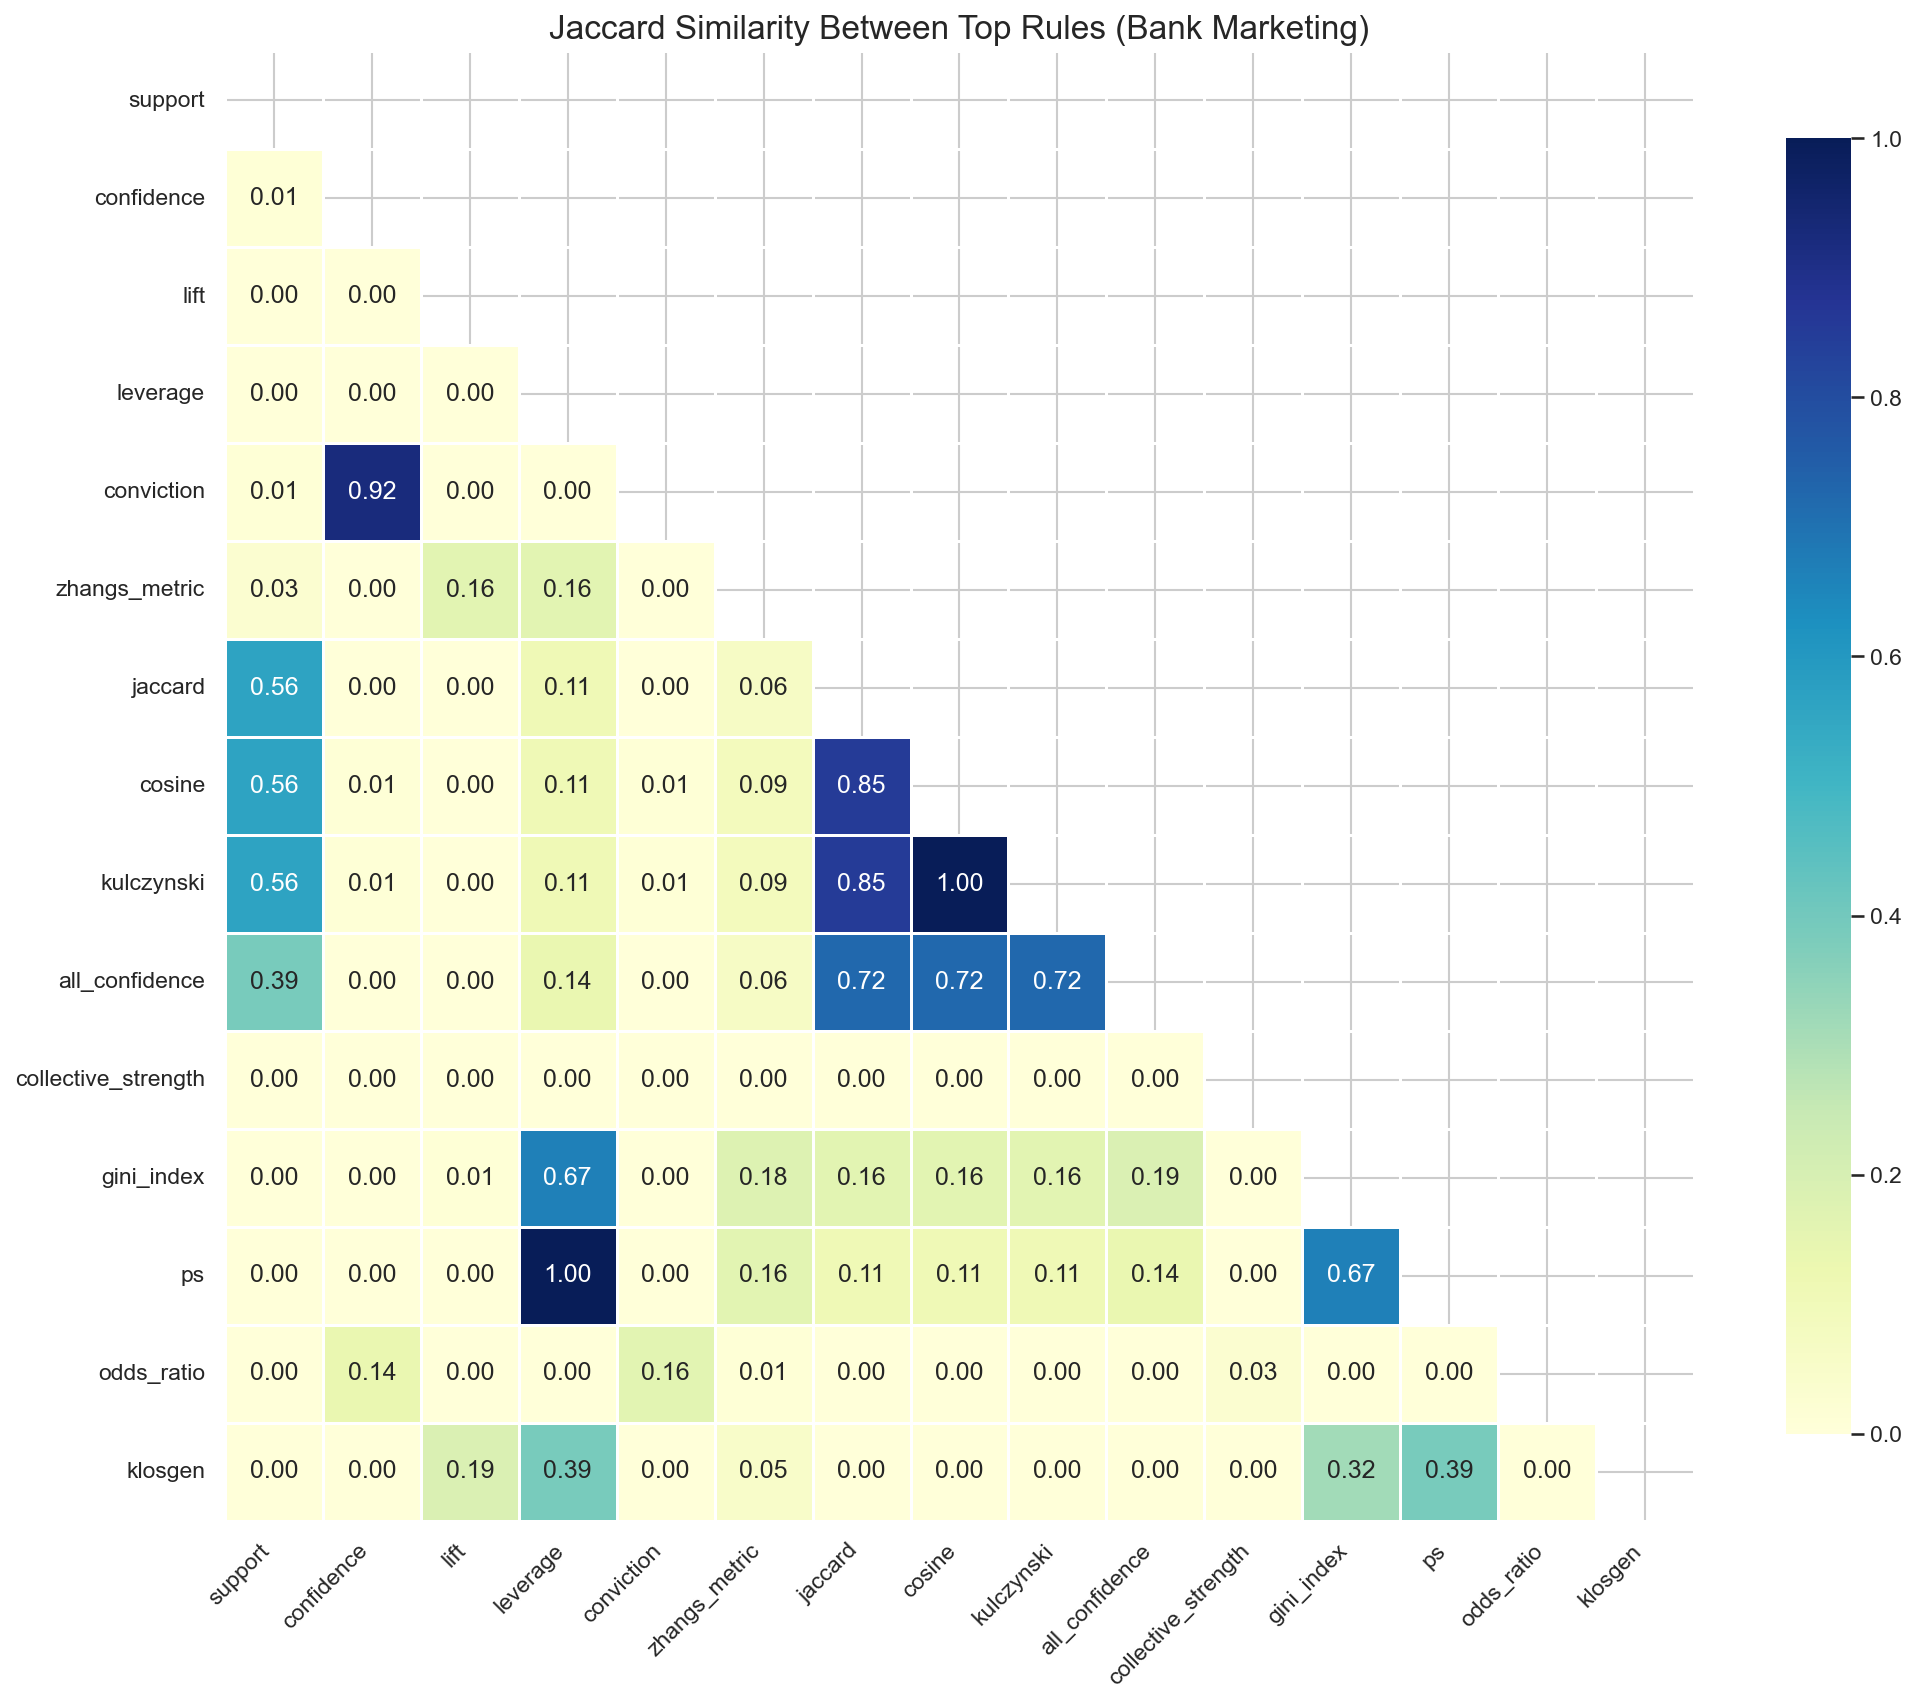 Jaccard Similarity Between Top Rules (Bank Marketing)
support
confidence 0.01
lift 0.00 0.00
leverage 0.00 0.00 0.00
conviction 0.01 0.92 0.00 0.00
zhangs_metric 0.03 0.00 0.16 0.16 0.00
jaccard 0.56 0.00 0.00 0.11 0.00 0.06
cosine 0.56 0.01 0.00 0.11 0.01 0.09 0.85
kulczynski 0.56 0.01 0.00 0.11 0.01 0.09 0.85 1.00
all_confidence 0.39 0.00 0.00 0.14 0.00 0.06 0.72 0.72 0.72
collective_strength 0.00 0.00 0.00 0.00 0.00 0.00 0.00 0.00 0.00 0.00
gini_index 0.00 0.00 0.01 0.67 0.00 0.18 0.16 0.16 0.16 0.19 0.00
ps 0.00 0.00 0.00 1.00 0.00 0.16 0.11 0.11 0.11 0.14 0.00 0.67
odds_ratio 0.00 0.14 0.00 0.00 0.16 0.01 0.00 0.00 0.00 0.00 0.03 0.00 0.00
klosgen 0.00 0.00 0.19 0.39 0.00 0.05 0.00 0.00 0.00 0.00 0.00 0.32 0.39 0.00
support confidence lift leverage conviction zhangs_metric jaccard cosine kulczynski all_confidence collective_strength gini_index ps odds_ratio klosgen
1.0
0.8
0.6
0.4
0.2
0.0